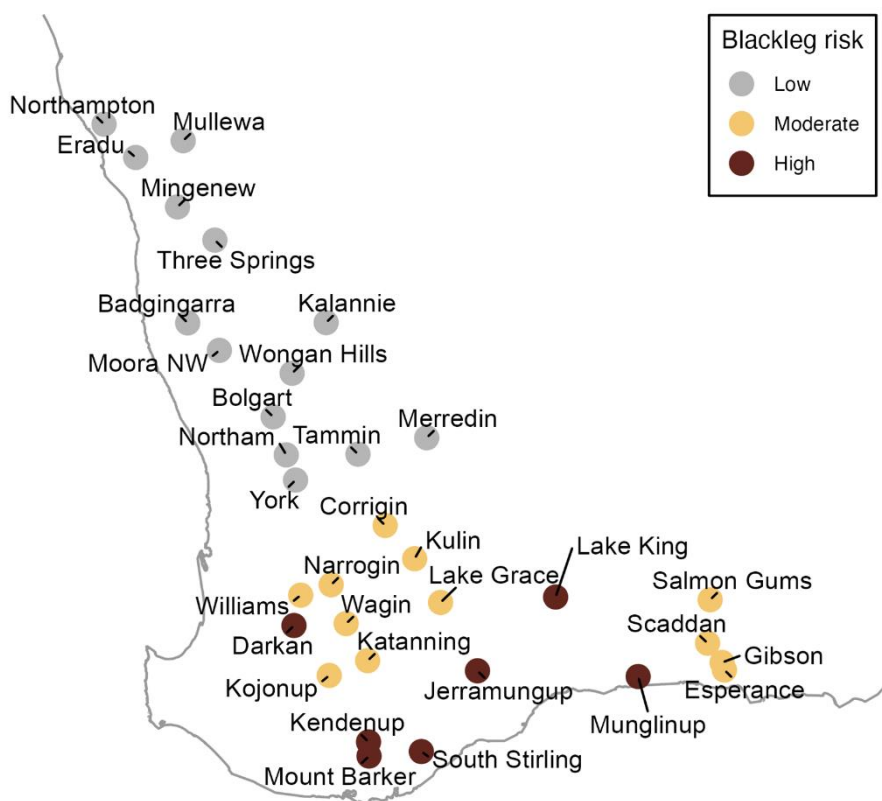 Blackleg risk
Low
Moderate
High
Northampton
Mullewa
Eradu
Mingenew
Three Springs
Badgingarra
Kalannie
Moora NW
Wongan Hills
Bolgart
Merredin
Northam
Tammin
York
Corrigin
Kulin
Lake King
Narrogin
Lake Grace
Salmon Gums
Williams
Wagin
Scaddan
Darkan
Katanning
Gibson
Kojonup
Jerramungup
Esperance
Kendenup
Munglinup
South Stirling
Mount Barker